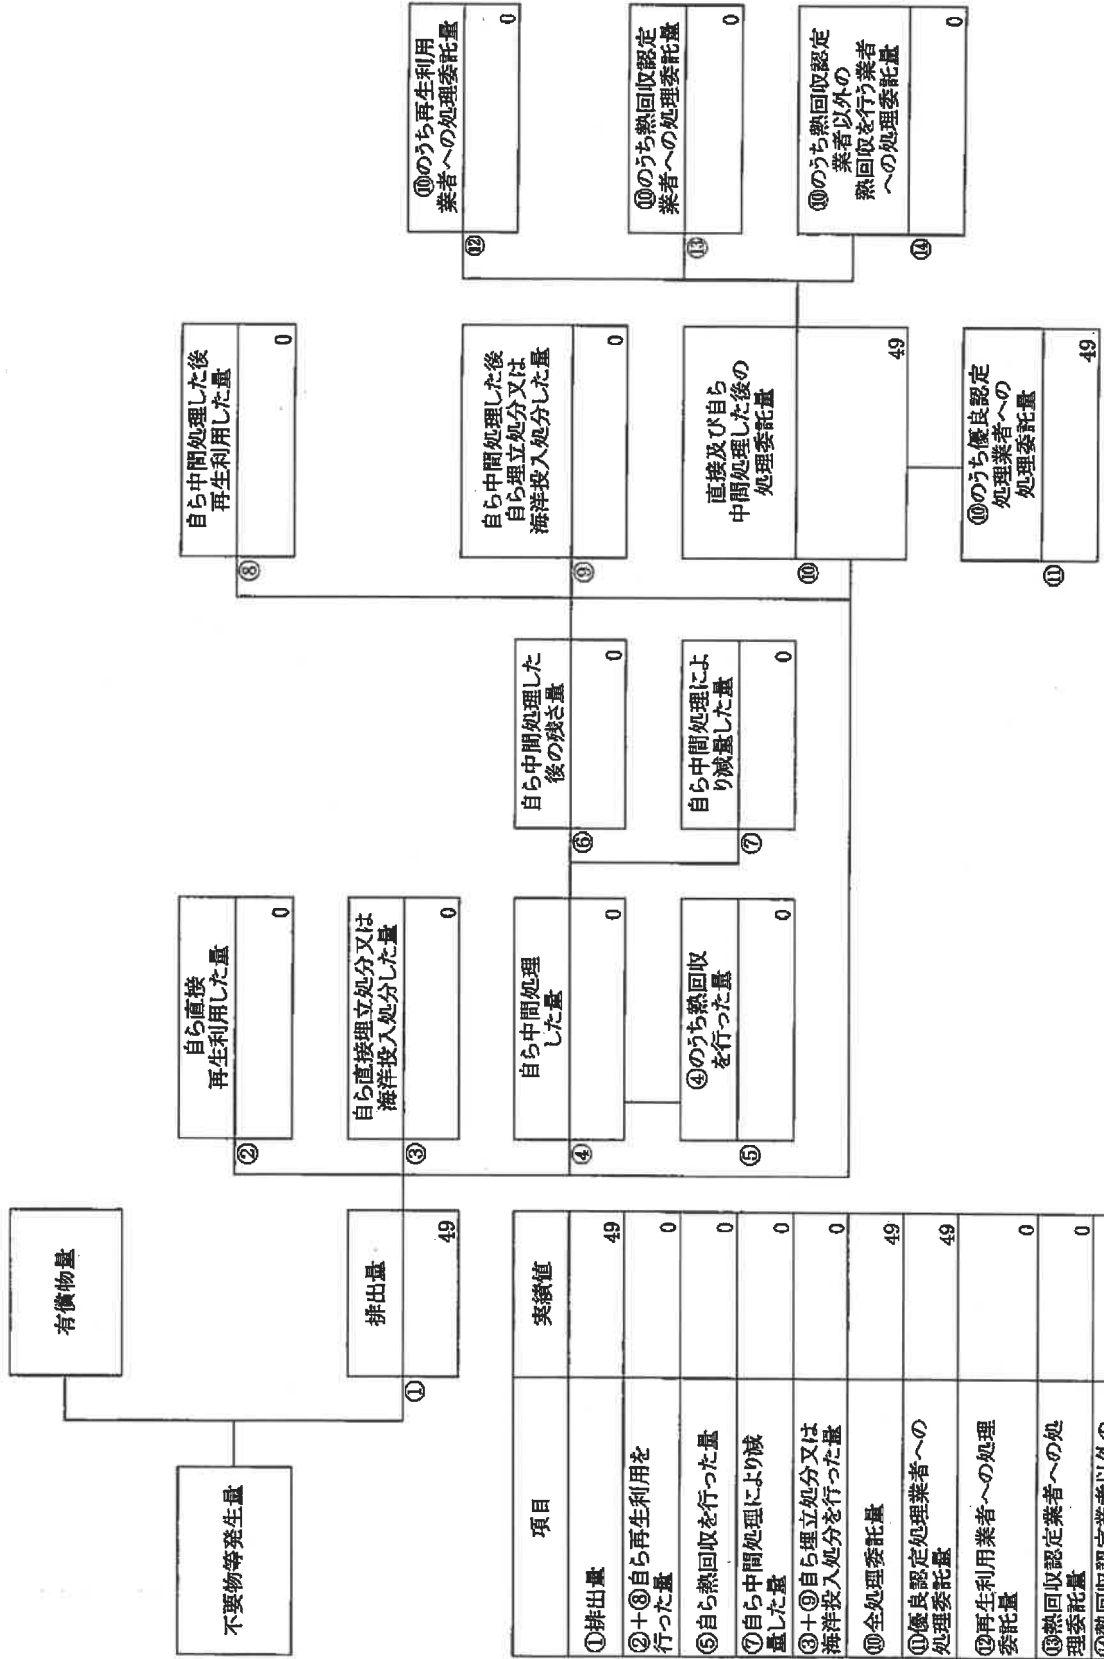 不要物等発生量
有償物量
①
排出量
49
②
自ら直接
再生利用した量
0
③
自ら直接埋立処分又は
海洋投入処分した量
0
④
自ら中間処理
した量
0
⑤
④のうち熱回収
を行った量
0
⑥
自ら中間処理した
後の残さ量
0
⑦
自ら中間処理によ
り減量した量
0
⑧
自ら中間処理した後
再生利用した量
0
⑨
自ら中間処理した後
自ら埋立処分又は
海洋投入処分した量
0
⑩
直接及び自ら
中間処理した後の
処理委託量
49
⑪
⑩のうち優良認定
処理業者への
処理委託量
49
⑫
⑩のうち再生利用
業者への処理委託量
0
⑬
⑩のうち熱回収認定
業者への処理委託量
0
⑭
⑩のうち熱回収認定
業者以外の
熱回収を行う業者
への処理委託量
0
項目 実績値
①排出量 49
②+⑧自ら再生利用を
行った量 0
⑤自ら熱回収を行った量 0
⑦自ら中間処理により減
量した量 0
③+⑨自ら埋立処分又は
海洋投入処分を行った量 0
⑩全処理委託量 49
⑪優良認定処理業者への
処理委託量 49
⑫再生利用業者への処理
委託量 0
⑬熱回収認定業者への処
理委託量 0
⑭熱回収認定業者以外の